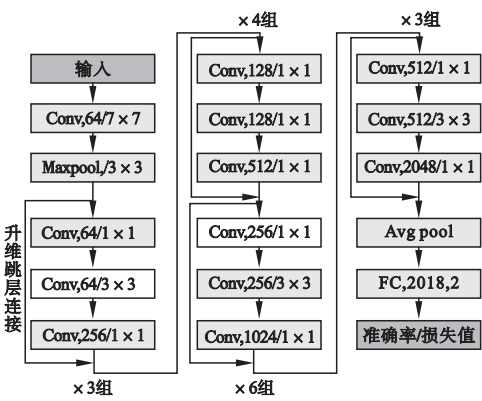 输入
Conv,64/7 × 7
Maxpool,/3 × 3
升维跳层连接
Conv,64/1 × 1
Conv,64/3 × 3
Conv,256/1 × 1
×3组
×4组
Conv,128/1 × 1
Conv,128/1 × 1
Conv,512/1 × 1
Conv,256/1 × 1
Conv,256/3 × 3
Conv,1024/1 × 1
×6组
×3组
Conv,512/1 × 1
Conv,512/3 × 3
Conv,2048/1 × 1
Avg pool
FC,2018,2
准确率/损失值